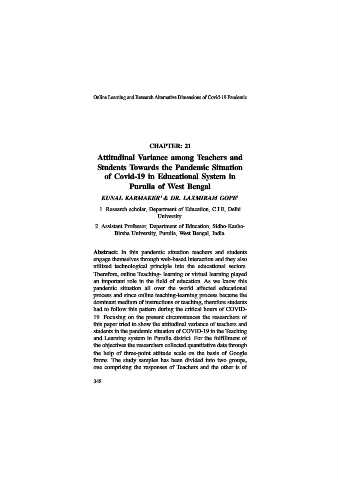 Online Learning and Research Alternative Dimensions of Covid-19 Pandemic
CHAPTER: 21
Attitudinal Variance among Teachers and
Students Towards the Pandemic Situation
of Covid-19 in Educational System in
Purulia of West Bengal
KUNAL KARMAKER¹ & DR. LAXMIRAM GOPE²
1 Research scholar, Department of Education, C.I.E, Delhi
University
2 Assistant Professor, Department of Education, Sidho-Kanho-
Birsha University, Purulia, West Bengal, India
Abstract: In this pandemic situation teachers and students
engage themselves through web-based interaction and they also
utilized technological principle into the educational sectors.
Therefore, online Teaching- learning or virtual learning played
an important role in the field of education. As we know this
pandemic situation all over the world affected educational
process and since online teaching-learning process became the
dominant medium of instructions or teaching, therefore students
had to follow this pattern during the critical hours of COVID-
19. Focusing on the present circumstances the researchers of
this paper tried to show the attitudinal variance of teachers and
students in the pandemic situation of COVID-19 in the Teaching
and Learning system in Purulia district. For the fulfillment of
the objectives the researchers collected quantitative data through
the help of three-point attitude scale on the basis of Google
forms. The study samples has been divided into two groups,
one comprising the responses of Teachers and the other is of
348